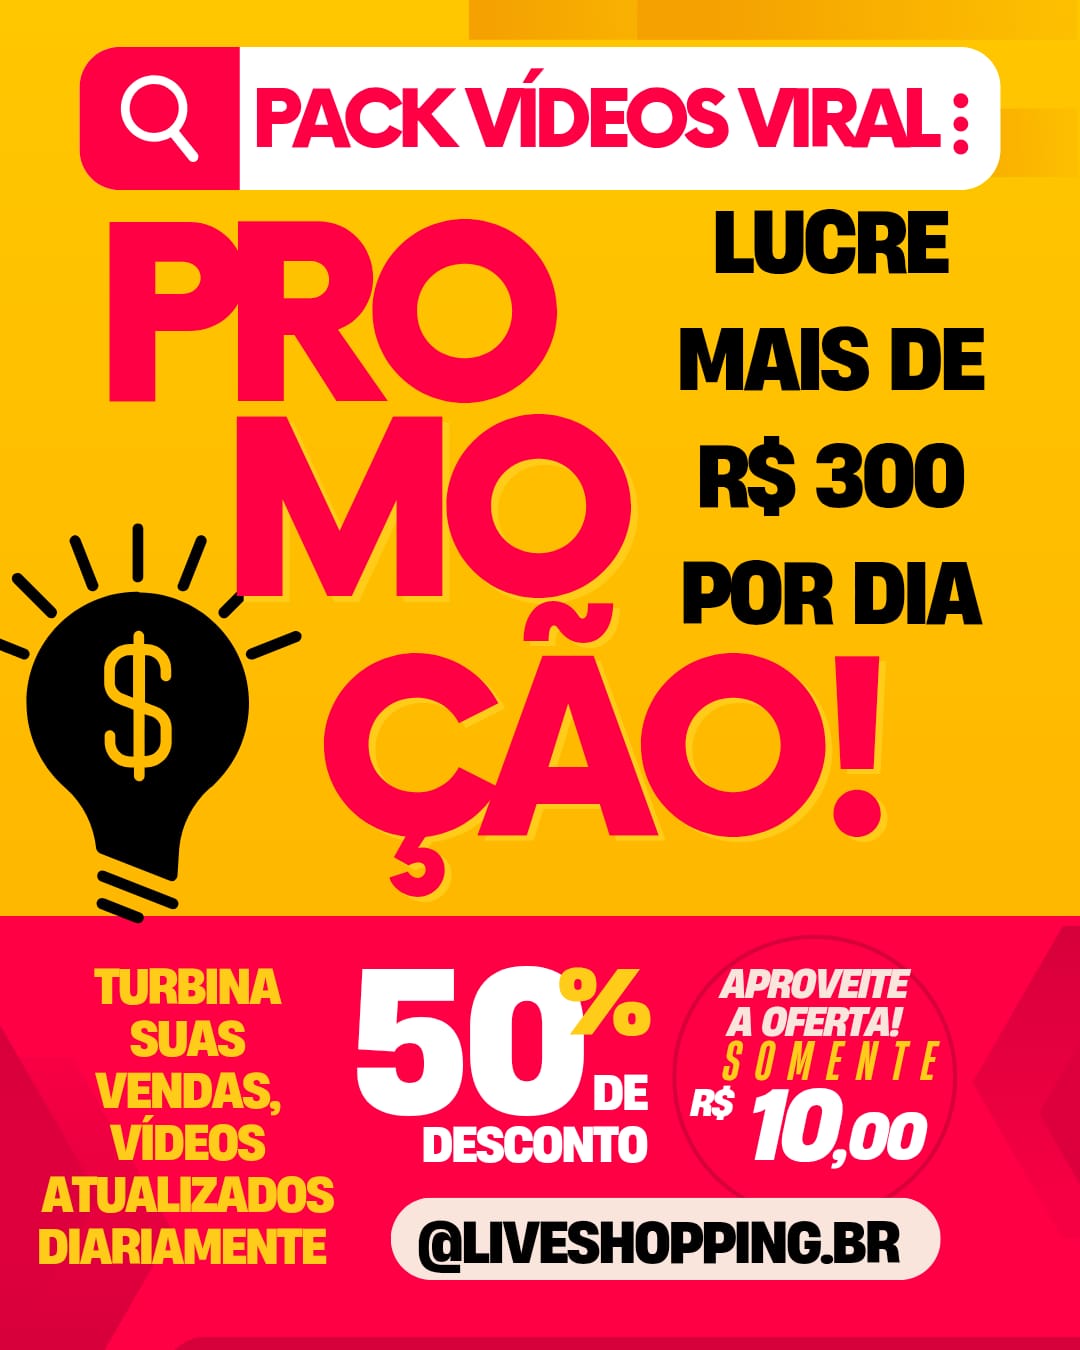 PACK VÍDEOS VIRAL
PRO
MO
ÇÃO!
LUCRE
MAIS DE
R$ 300
POR DIA
$
TURBINA
SUAS
VENDAS,
VÍDEOS
ATUALIZADOS
DIARIAMENTE
50%
DE
DESCONTO
APROVEITE
A OFERTA!
SOMENTE
R$ 10,00
@LIVESHOPPING.BR